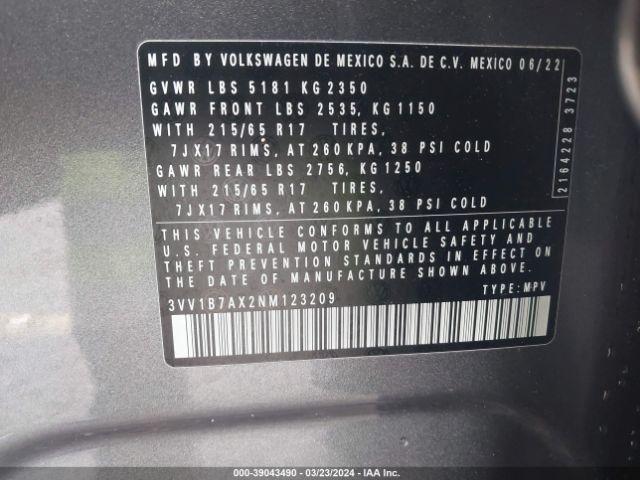 MFD BY VOLKSWAGEN DE MEXICO S.A. DE C.V. MEXICO 06/22
GVWR LBS 5181 KG 2350
GAWR FRONT LBS 2535, KG 1150
WITH 215/65 R17 TIRES,
7JX17 RIMS, AT 260 KPA, 38 PSI COLD
GAWR REAR LBS 2756, KG 1250
WITH 215/65 R17 TIRES,
7JX17 RIMS, AT 260 KPA, 38 PSI COLD
THIS VEHICLE CONFORMS TO ALL APPLICABLE
U.S. FEDERAL MOTOR VEHICLE SAFETY AND
THEFT PREVENTION STANDARDS IN EFFECT ON
THE DATE OF MANUFACTURE SHOWN ABOVE.
3VV1B7AX2NM123209 TYPE: MPV
2164228 3723
000-39043490 - 03/23/2024 - IAA Inc.